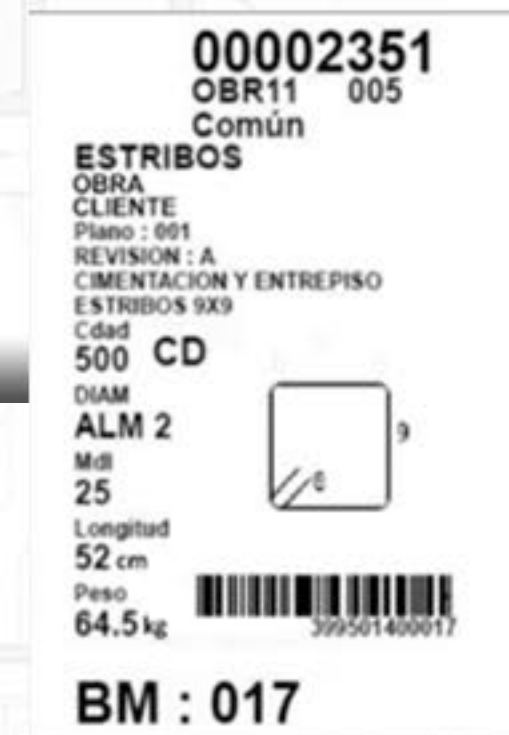 00002351
OBR11 005
Común
ESTRIBOS
OBRA
CLIENTE
Plano : 001
REVISION : A
CIMENTACION Y ENTREPISO
ESTRIBOS 9X9
Cdad
500 CD
DIAM
ALM 2
9
Mdl
8
25
Longitud
52 cm
Peso
64.5 kg
399501400017
BM : 017